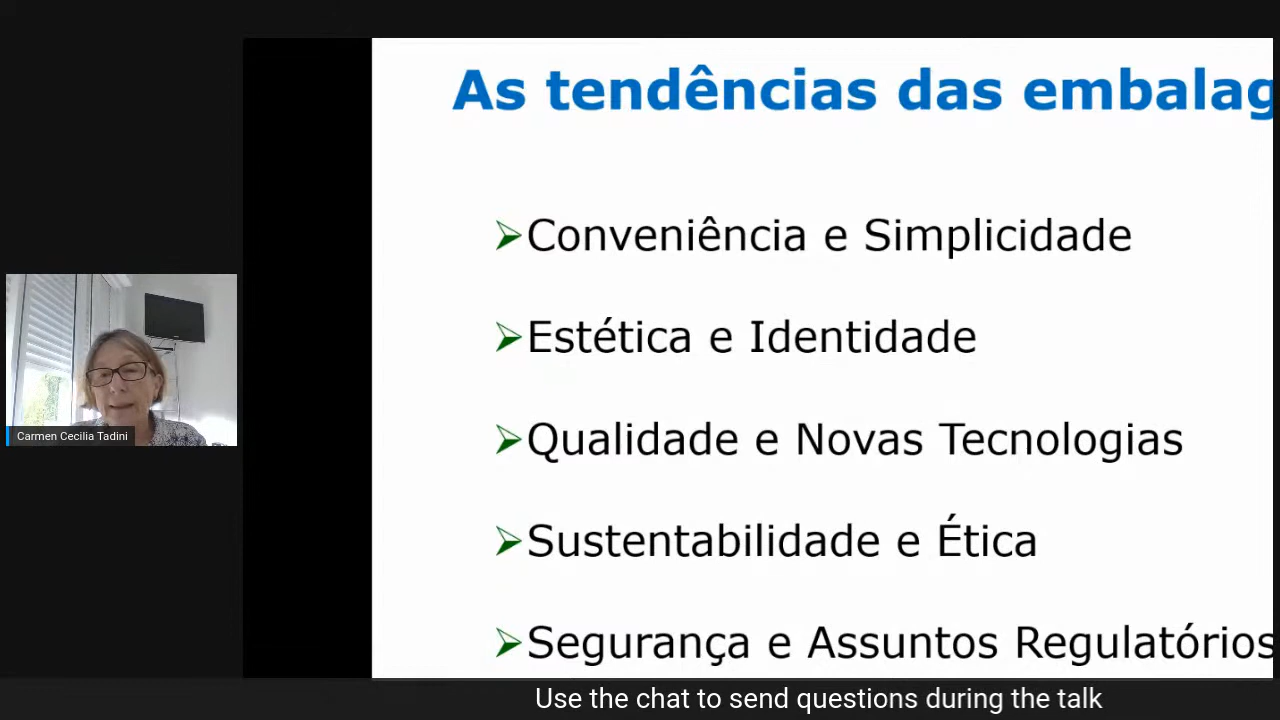 As tendências das embalag
➢Conveniência e Simplicidade
➢Estética e Identidade
➢Qualidade e Novas Tecnologias
➢Sustentabilidade e Ética
➢Segurança e Assuntos Regulatórios
Carmen Cecilia Tadini
Use the chat to send questions during the talk